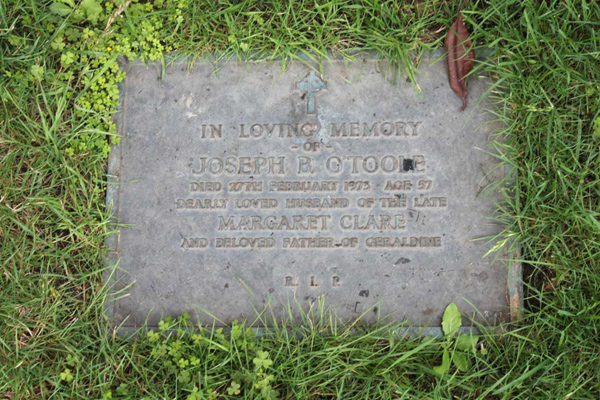 IN LOVING MEMORY
- OF -
JOSEPH B. O'TOOLE
DIED 27TH FEBRUARY 1973 AGE 57
DEARLY LOVED HUSBAND OF THE LATE
MARGARET CLARE
AND BELOVED FATHER OF GERALDINE
R. I. P.